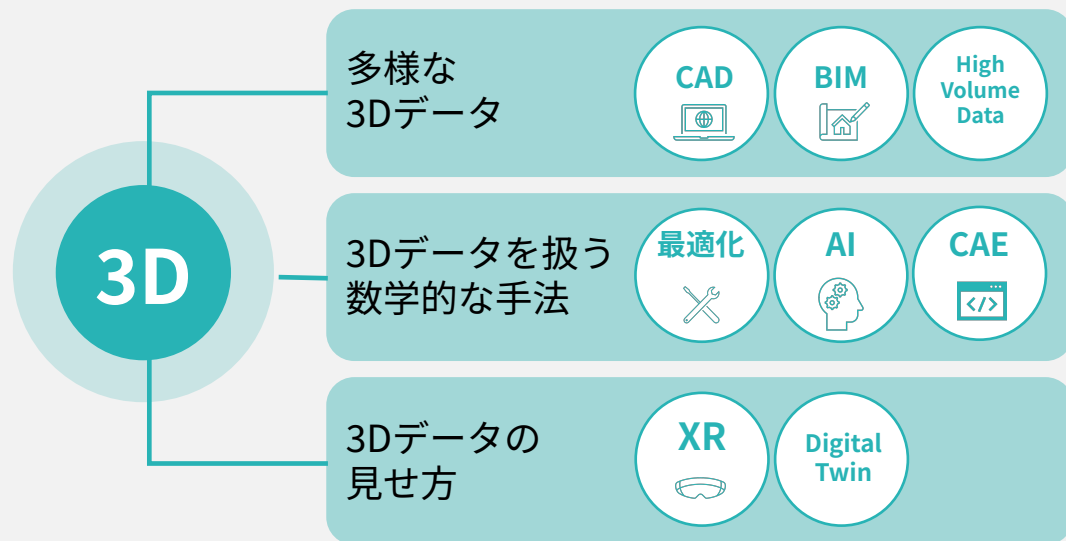 3D
多様な
3Dデータ
CAD
BIM
High
Volume
Data
3Dデータを扱う
数学的な手法
最適化
AI
CAE
</>
3Dデータの
見せ方
XR
Digital
Twin